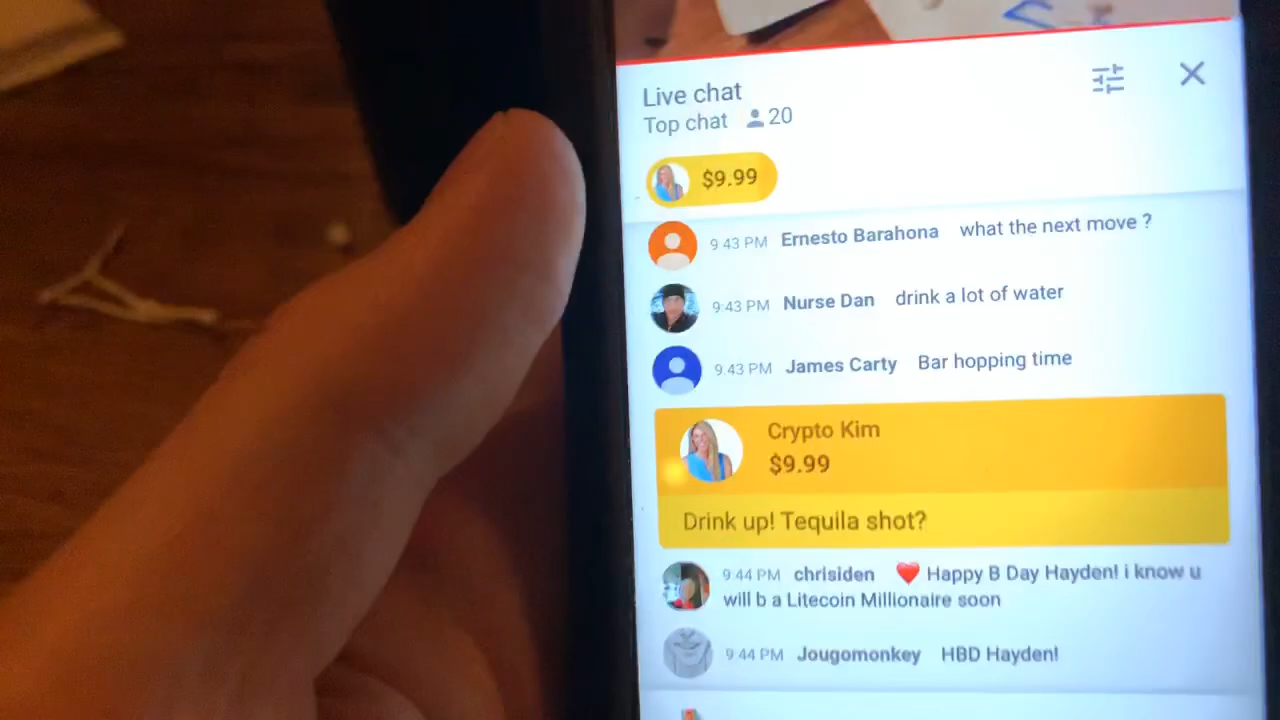 Live chat
Top chat 20
$9.99
9 43 PM Ernesto Barahona what the next move ?
9:43 PM Nurse Dan drink a lot of water
9:43 PM James Carty Bar hopping time
Crypto Kim
$9.99
Drink up! Tequila shot?
9:44 PM chrisiden ❤️ Happy B Day Hayden! i know u
will b a Litecoin Millionaire soon
9:44 PM Jougomonkey HBD Hayden!